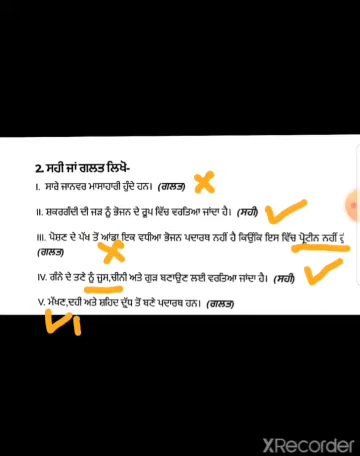 2. ਸਹੀ ਜਾਂ ਗਲਤ ਲਿਖੋ-
I. ਸਾਰੇ ਜਾਨਵਰ ਮਾਸਾਹਾਰੀ ਹੁੰਦੇ ਹਨ। (ਗਲਤ)
II. ਸ਼ਕਰਗੰਦੀ ਦੀ ਜੜ ਨੂੰ ਭੋਜਨ ਦੇ ਰੂਪ ਵਿੱਚ ਵਰਤਿਆ ਜਾਂਦਾ ਹੈ। (ਸਹੀ)
III. ਪੋਸ਼ਣ ਦੇ ਪੱਖ ਤੋਂ ਆਂਡਾ ਇਕ ਵਧੀਆ ਭੋਜਨ ਪਦਾਰਥ ਨਹੀਂ ਹੈ ਕਿਉਂਕਿ ਇਸ ਵਿੱਚ ਪ੍ਰੋਟੀਨ ਨਹੀਂ
(ਗਲਤ)
IV. ਗੰਨੇ ਦੇ ਤਣੇ ਨੂੰ ਜੂਸ,ਚੀਨੀ ਅਤੇ ਗੁੜ ਬਣਾਉਣ ਲਈ ਵਰਤਿਆ ਜਾਂਦਾ ਹੈ। (ਸਹੀ)
V. ਮੱਖਣ,ਦਹੀ ਅਤੇ ਸ਼ਹਿਦ ਦੁੱਧ ਤੋਂ ਬਣੇ ਪਦਾਰਥ ਹਨ। (ਗਲਤ)
XRecorder